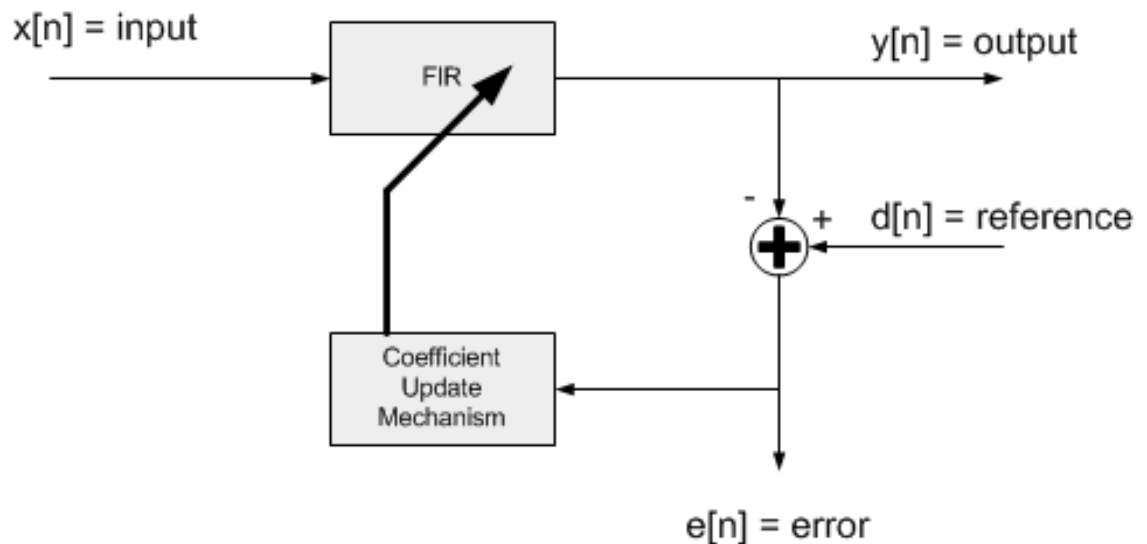 x[n] = input
FIR
y[n] = output
-
+
d[n] = reference
Coefficient
Update
Mechanism
e[n] = error